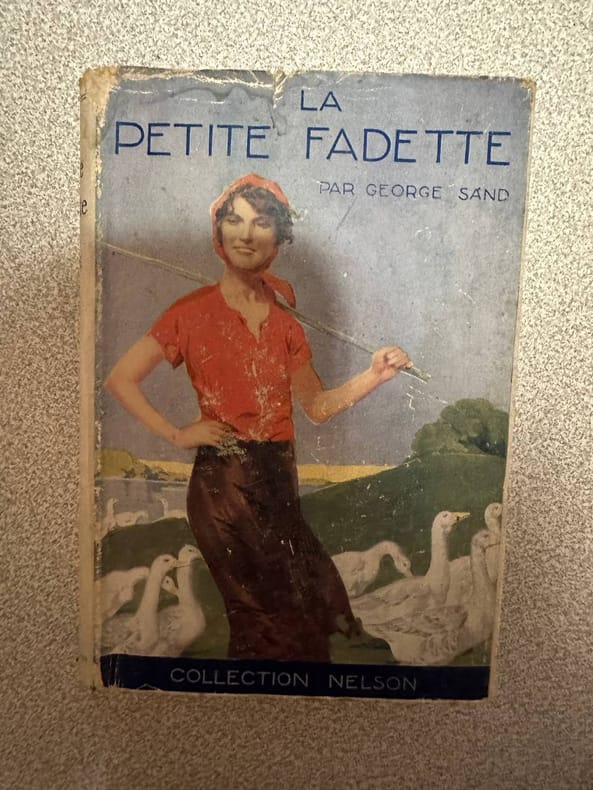 LA
PETITE FADETTE
PAR GEORGE SAND
COLLECTION NELSON